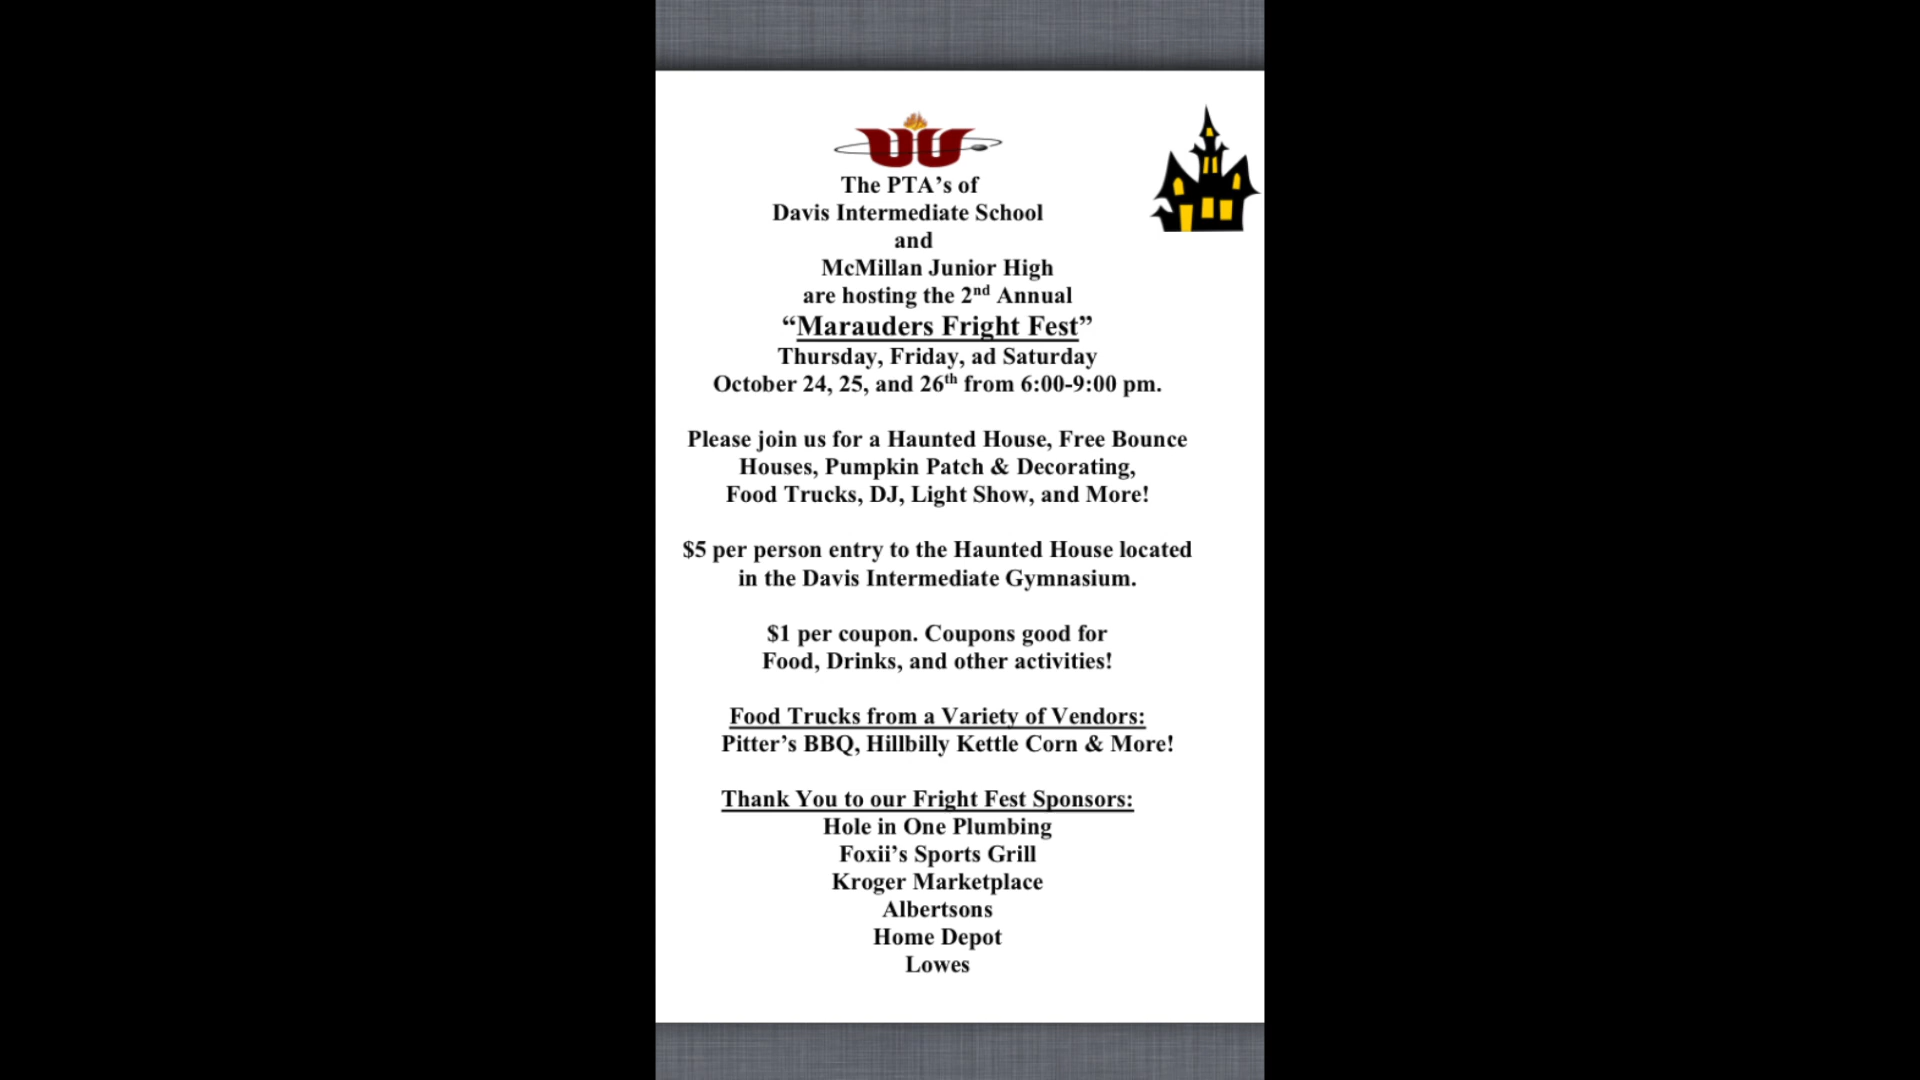 The PTA’s of
Davis Intermediate School
and
McMillan Junior High
are hosting the 2nd Annual
“Marauders Fright Fest”
Thursday, Friday, ad Saturday
October 24, 25, and 26th from 6:00-9:00 pm.
Please join us for a Haunted House, Free Bounce
Houses, Pumpkin Patch & Decorating,
Food Trucks, DJ, Light Show, and More!
$5 per person entry to the Haunted House located
in the Davis Intermediate Gymnasium.
$1 per coupon. Coupons good for
Food, Drinks, and other activities!
Food Trucks from a Variety of Vendors:
Pitter’s BBQ, Hillbilly Kettle Corn & More!
Thank You to our Fright Fest Sponsors:
Hole in One Plumbing
Foxii’s Sports Grill
Kroger Marketplace
Albertsons
Home Depot
Lowes